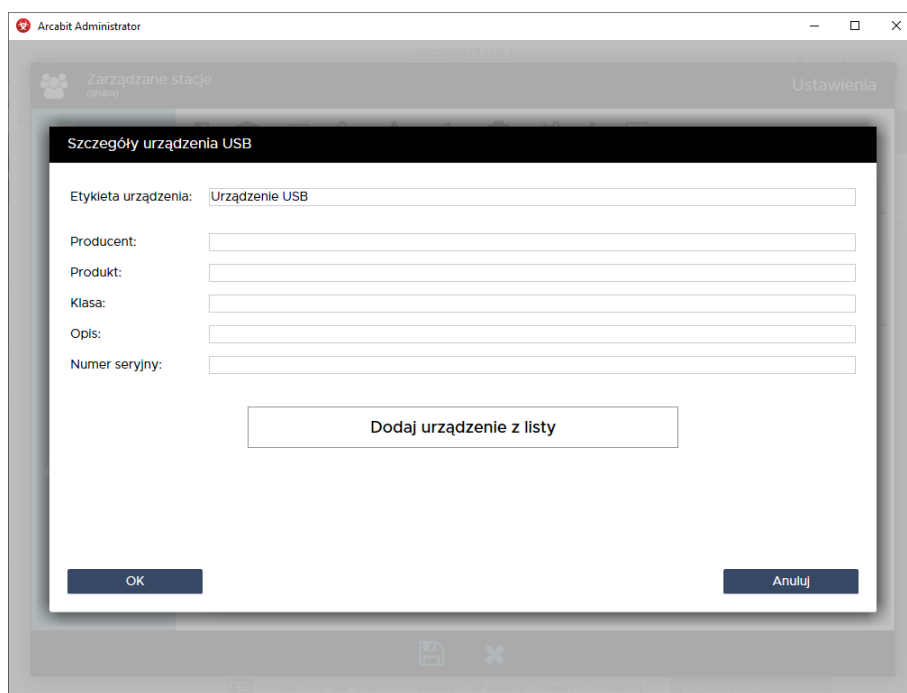 Arcabit Administrator
Zarządzane stacje
(grupa)
Ustawienia
Szczegóły urządzenia USB
Etykieta urządzenia: Urządzenie USB
Producent:
Produkt:
Klasa:
Opis:
Numer seryjny:
Dodaj urządzenie z listy
OK
Anuluj